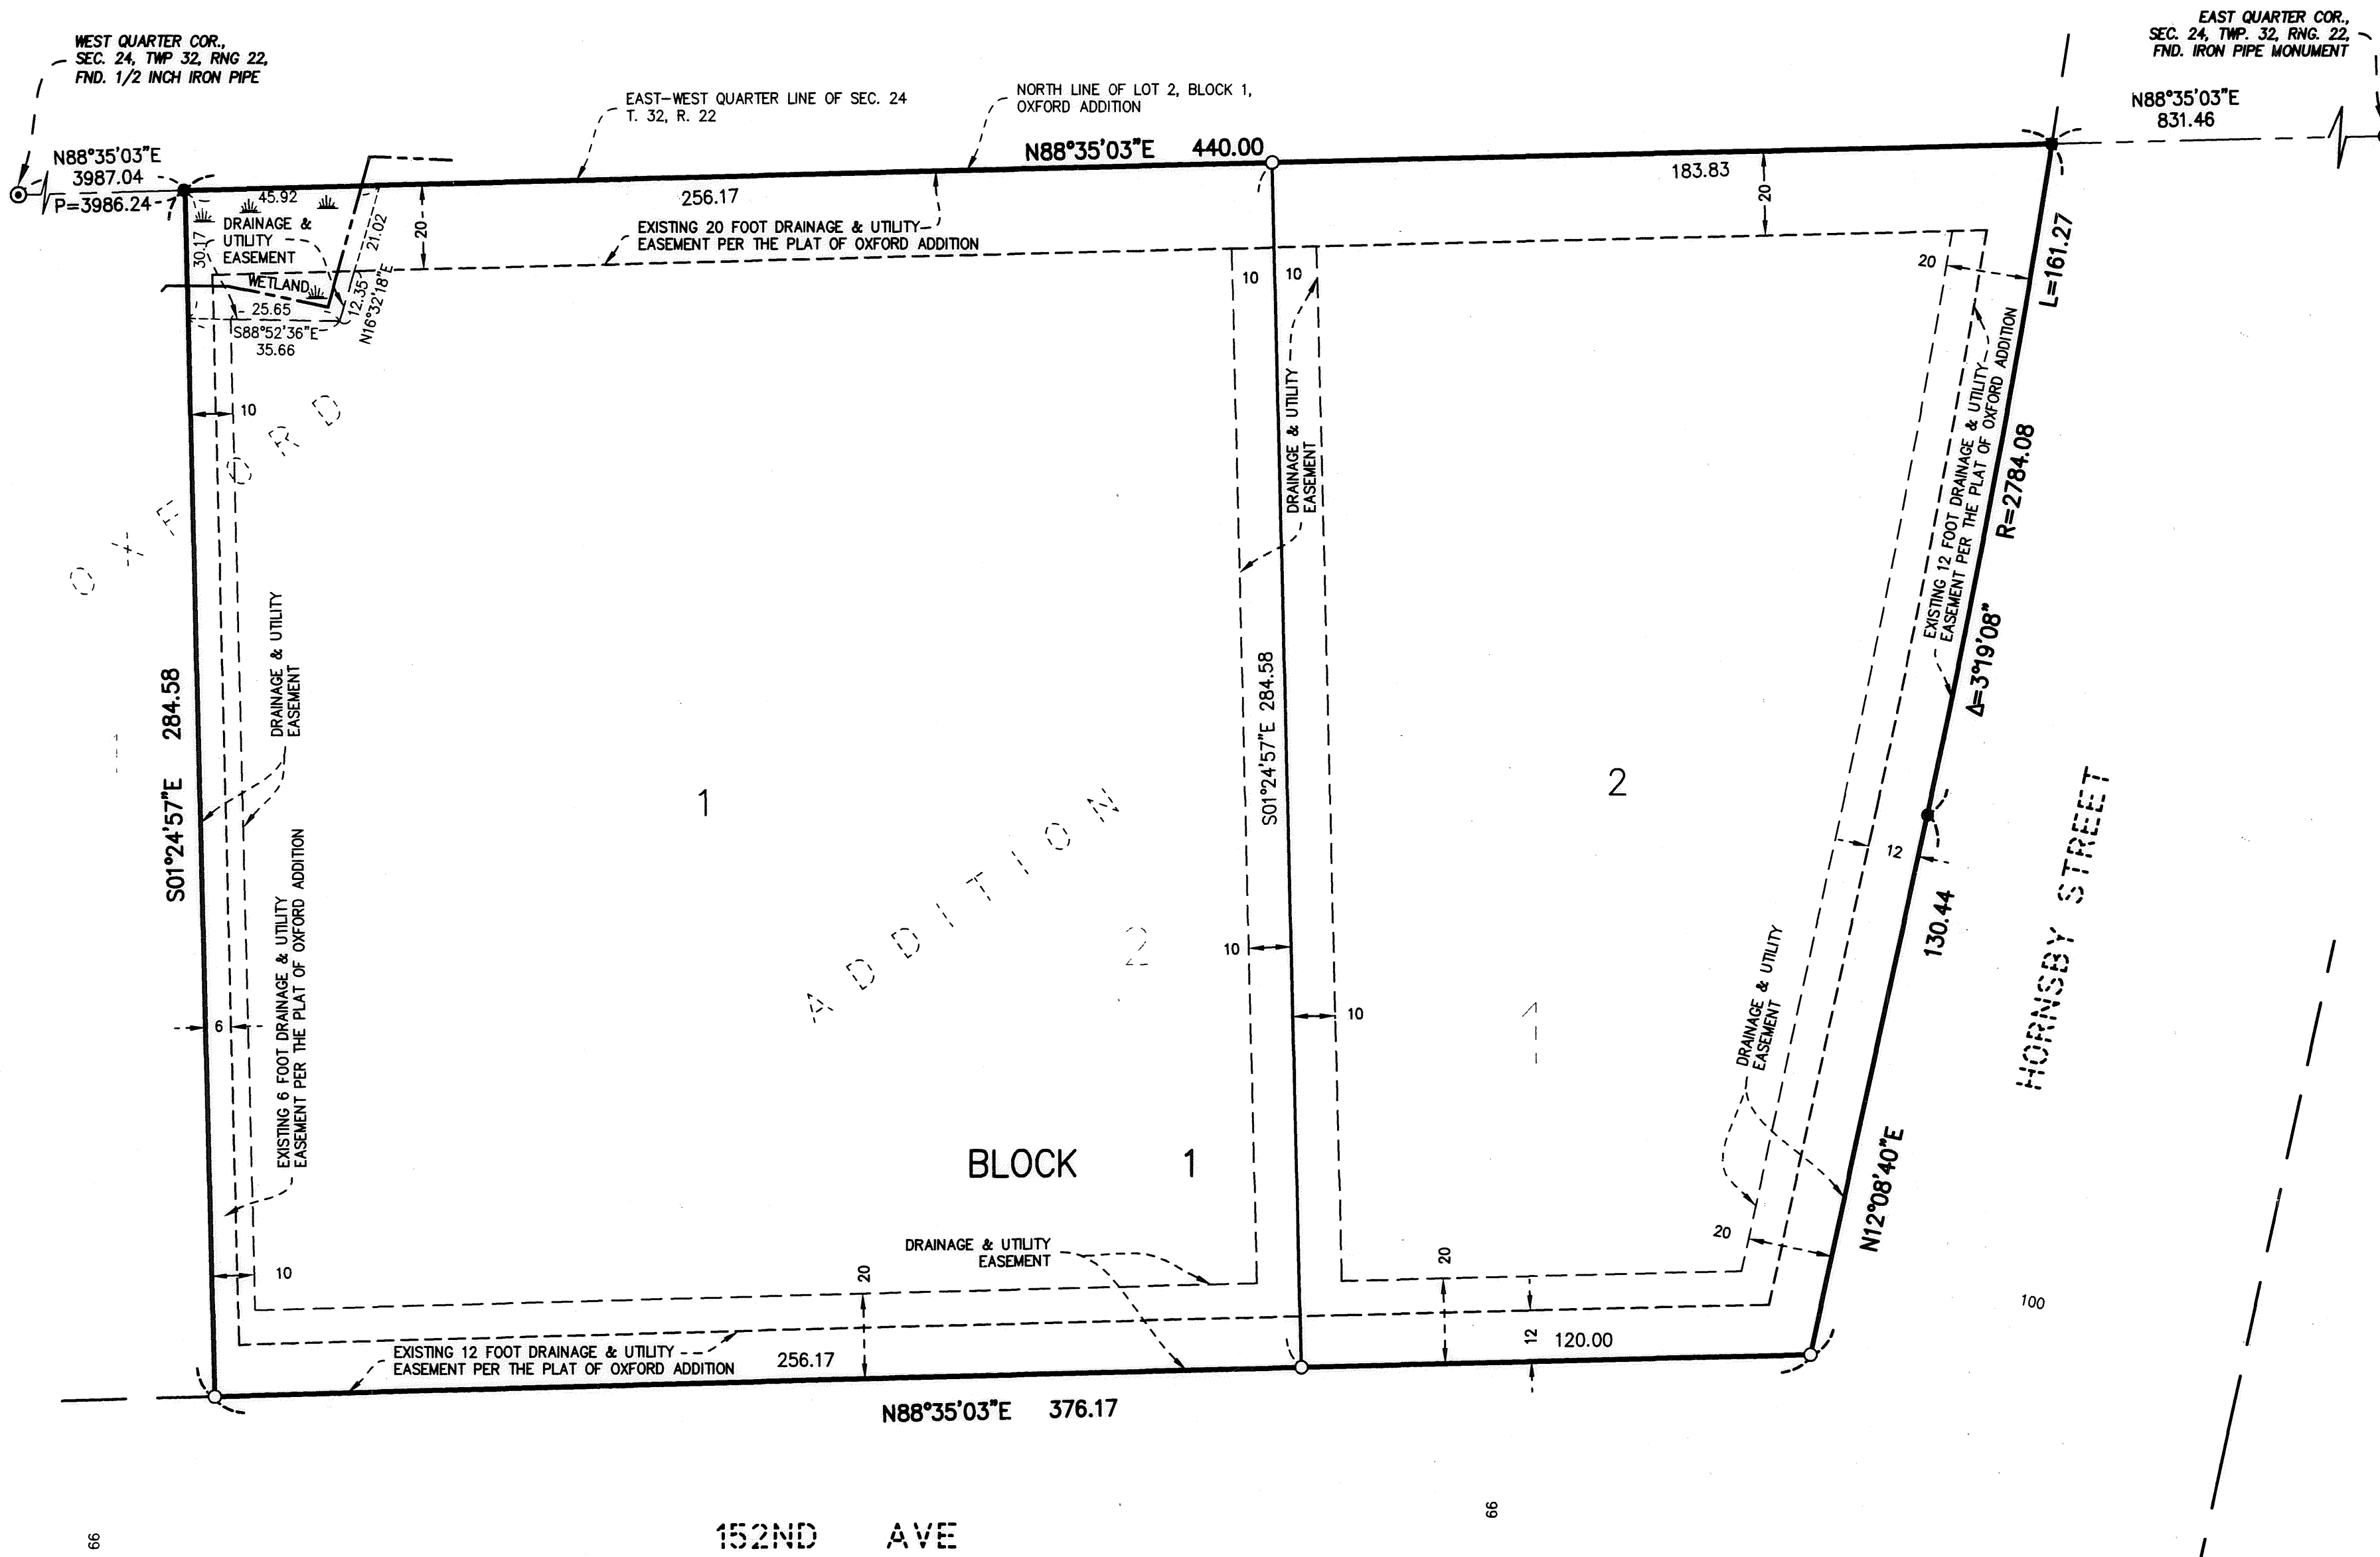 WEST QUARTER COR.,
SEC. 24, TWP 32, RNG 22,
FND. 1/2 INCH IRON PIPE
EAST QUARTER COR.,
SEC. 24, TWP. 32, RNG. 22,
FND. IRON PIPE MONUMENT
EAST-WEST QUARTER LINE OF SEC. 24
T. 32, R. 22
NORTH LINE OF LOT 2, BLOCK 1,
OXFORD ADDITION
N88°35'03"E
831.46
N88°35'03"E 440.00
N88°35'03"E
3987.04
P=3986.24
45.92
256.17
183.83
20
20
DRAINAGE &
UTILITY
EASEMENT
30.17
21.02
EXISTING 20 FOOT DRAINAGE & UTILITY
EASEMENT PER THE PLAT OF OXFORD ADDITION
WETLAND
12.35
N16°32'18"E
25.65
S88°52'36"E
35.66
10
10
20
L=161.27
10
OXFORD
DRAINAGE & UTILITY
EASEMENT
EXISTING 12 FOOT DRAINAGE & UTILITY
EASEMENT PER THE PLAT OF OXFORD ADDITION
R=2784.08
Δ=3°19'08"
S01°24'57"E 284.58
DRAINAGE & UTILITY
EASEMENT
S01°24'57"E 284.58
1
1
2
ADDITION
2
1
12
130.44
HORNSBY STREET
EXISTING 6 FOOT DRAINAGE & UTILITY
EASEMENT PER THE PLAT OF OXFORD ADDITION
6
10
10
DRAINAGE & UTILITY
EASEMENT
BLOCK 1
N12°08'40"E
DRAINAGE & UTILITY
EASEMENT
10
20
20
20
100
12
120.00
EXISTING 12 FOOT DRAINAGE & UTILITY
EASEMENT PER THE PLAT OF OXFORD ADDITION
256.17
N88°35'03"E 376.17
66
152ND AVE
66